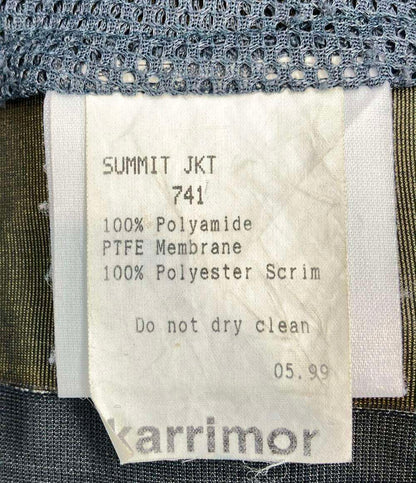 SUMMIT JKT
741
100% Polyamide
PTFE Membrane
100% Polyester Scrim
Do not dry clean
05.99
karrimor